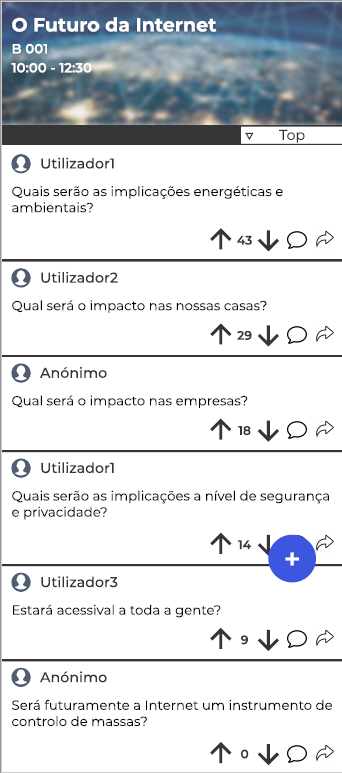 O Futuro da Internet
B 001
10:00 - 12:30
Top
Utilizador1
Quais serão as implicações energéticas e
ambientais?
43
Utilizador2
Qual será o impacto nas nossas casas?
29
Anónimo
Qual será o impacto nas empresas?
18
Utilizador1
Quais serão as implicações a nível de segurança
e privacidade?
14
+
Utilizador3
Estará acessival a toda a gente?
9
Anónimo
Será futuramente a Internet um instrumento de
controlo de massas?
0